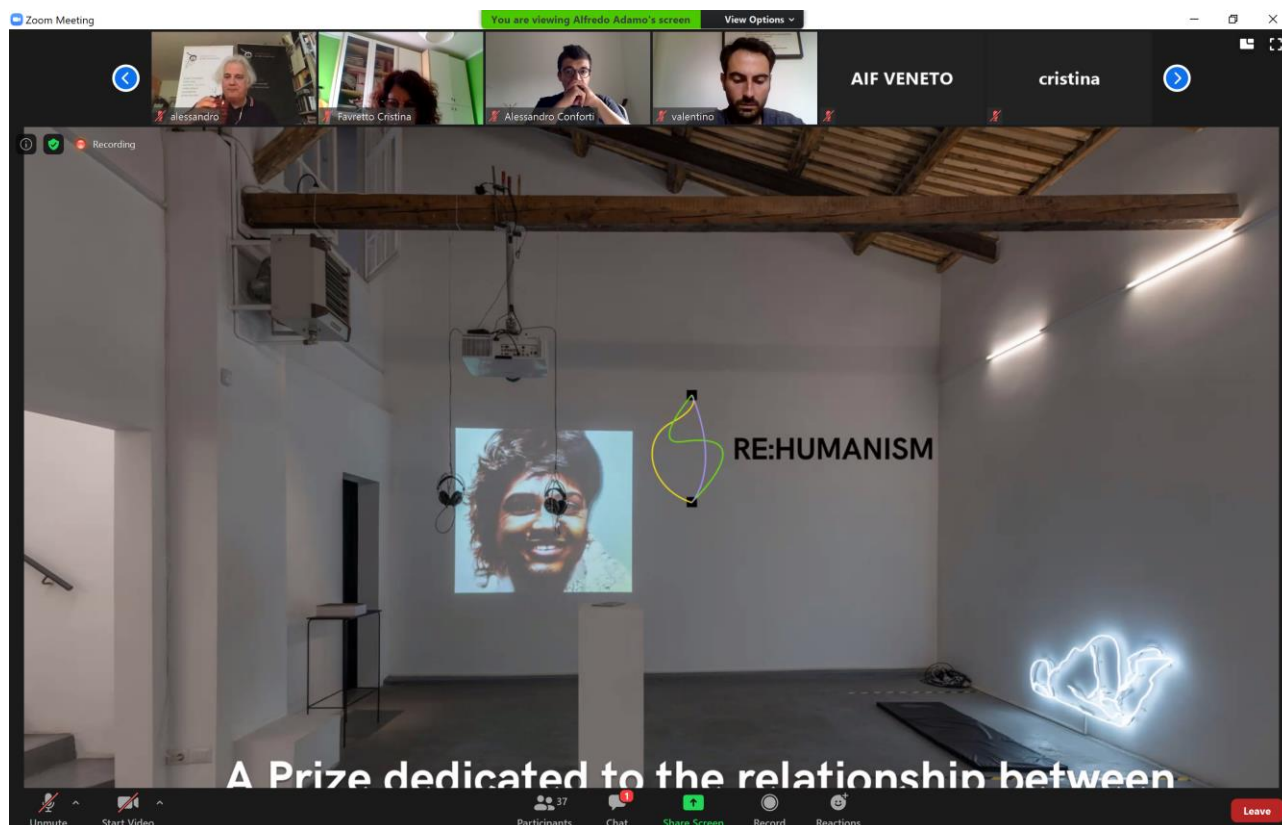 Zoom Meeting
You are viewing Alfredo Adamo's screen
View Options
alessandro
Favretto Cristina
Alessandro Conforti
valentino
AIF VENETO
cristina
Recording
RE:HUMANISM
A Prize dedicated to the relationship between
Unmute
Start Video
37
Participants
1
Chat
Share Screen
Record
Reactions
Leave